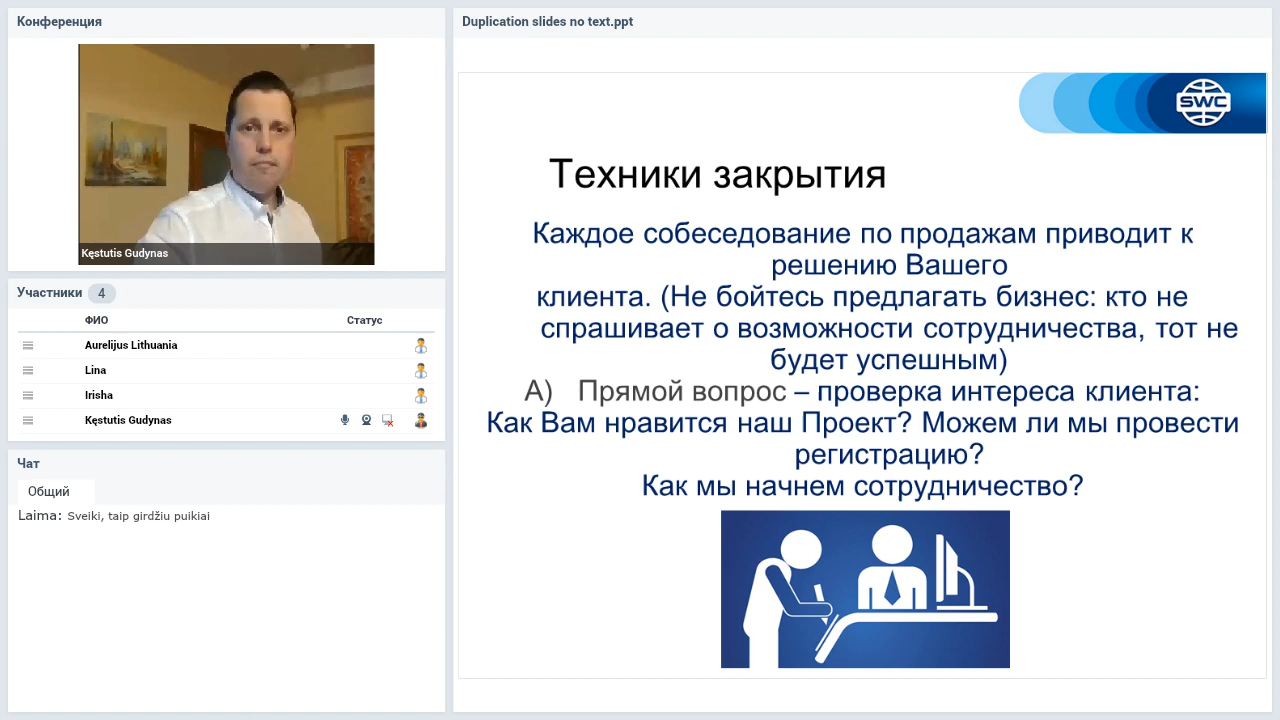 Конференция
Kęstutis Gudynas
Участники 4
ФИО Статус
Aurelijus Lithuania
Lina
Irisha
Kęstutis Gudynas
Чат
Общий
Laima: Sveiki, taip girdžiu puikiai
Duplication slides no text.ppt
SWC
Техники закрытия
Каждое собеседование по продажам приводит к
решению Вашего
клиента. (Не бойтесь предлагать бизнес: кто не
спрашивает о возможности сотрудничества, тот не
будет успешным)
А) Прямой вопрос – проверка интереса клиента:
Как Вам нравится наш Проект? Можем ли мы провести
регистрацию?
Как мы начнем сотрудничество?